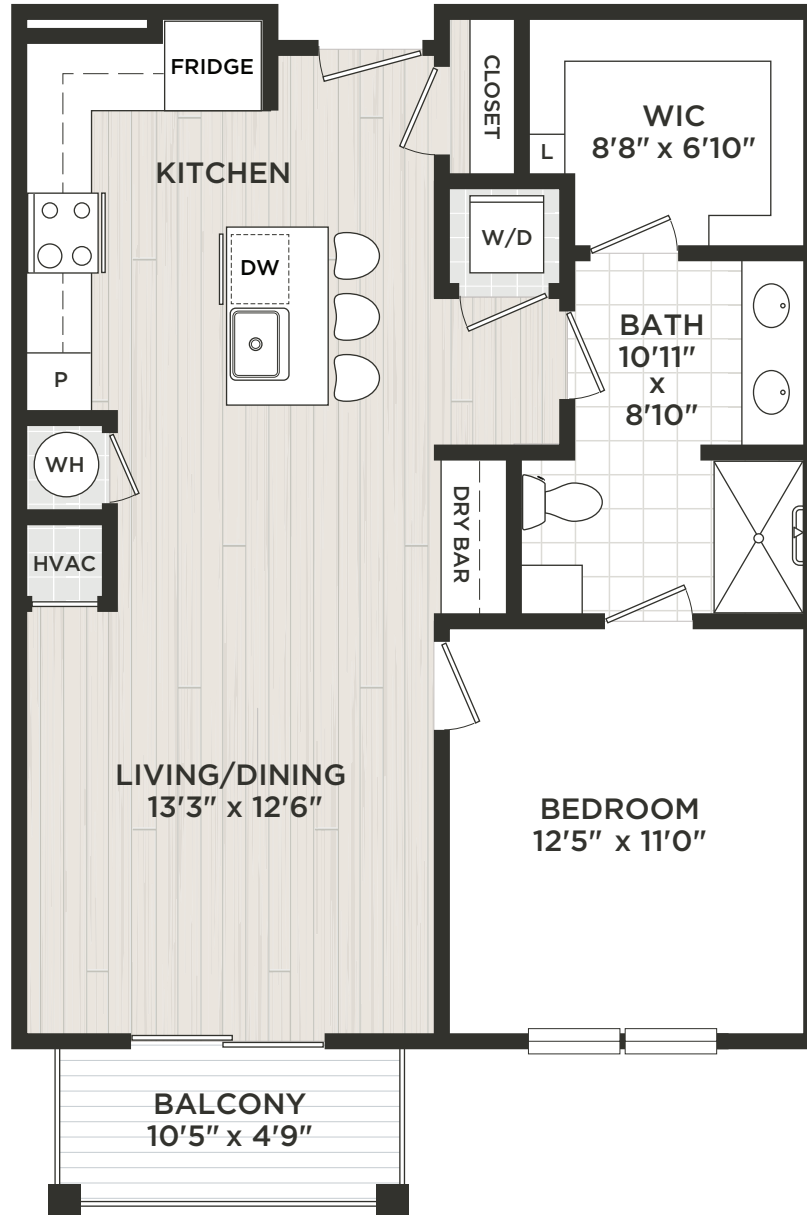 FRIDGE
CLOSET
WIC
8'8" x 6'10"
L
KITCHEN
W/D
DW
BATH
10'11"
x
8'10"
P
WH
DRY BAR
HVAC
LIVING/DINING
13'3" x 12'6"
BEDROOM
12'5" x 11'0"
BALCONY
10'5" x 4'9"